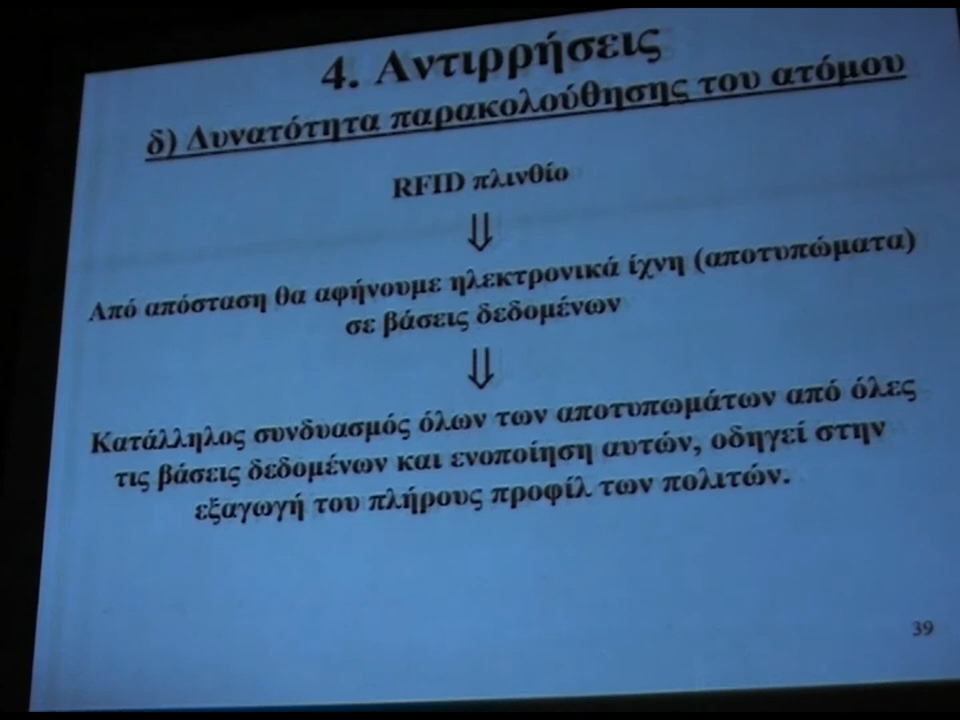 4. Αντιρρήσεις
δ) Δυνατότητα παρακολούθησης του ατόμου
RFID πλινθίο
⇓
Από απόσταση θα αφήνουμε ηλεκτρονικά ίχνη (αποτυπώματα)
σε βάσεις δεδομένων
⇓
Κατάλληλος συνδυασμός όλων των αποτυπωμάτων από όλες
τις βάσεις δεδομένων και ενοποίηση αυτών, οδηγεί στην
εξαγωγή του πλήρους προφίλ των πολιτών.
39